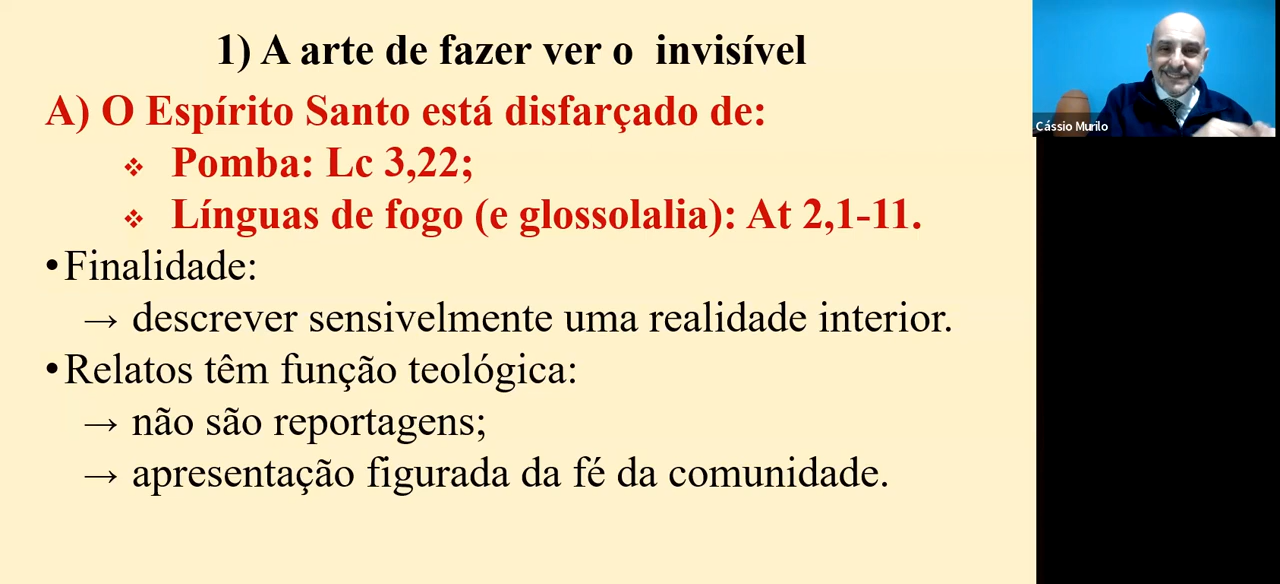 1) A arte de fazer ver o  invisível
A) O Espírito Santo está disfarçado de:
❖ Pomba: Lc 3,22;
❖ Línguas de fogo (e glossolalia): At 2,1-11.
•Finalidade:
→ descrever sensivelmente uma realidade interior.
•Relatos têm função teológica:
→ não são reportagens;
→ apresentação figurada da fé da comunidade.
Cássio Murilo